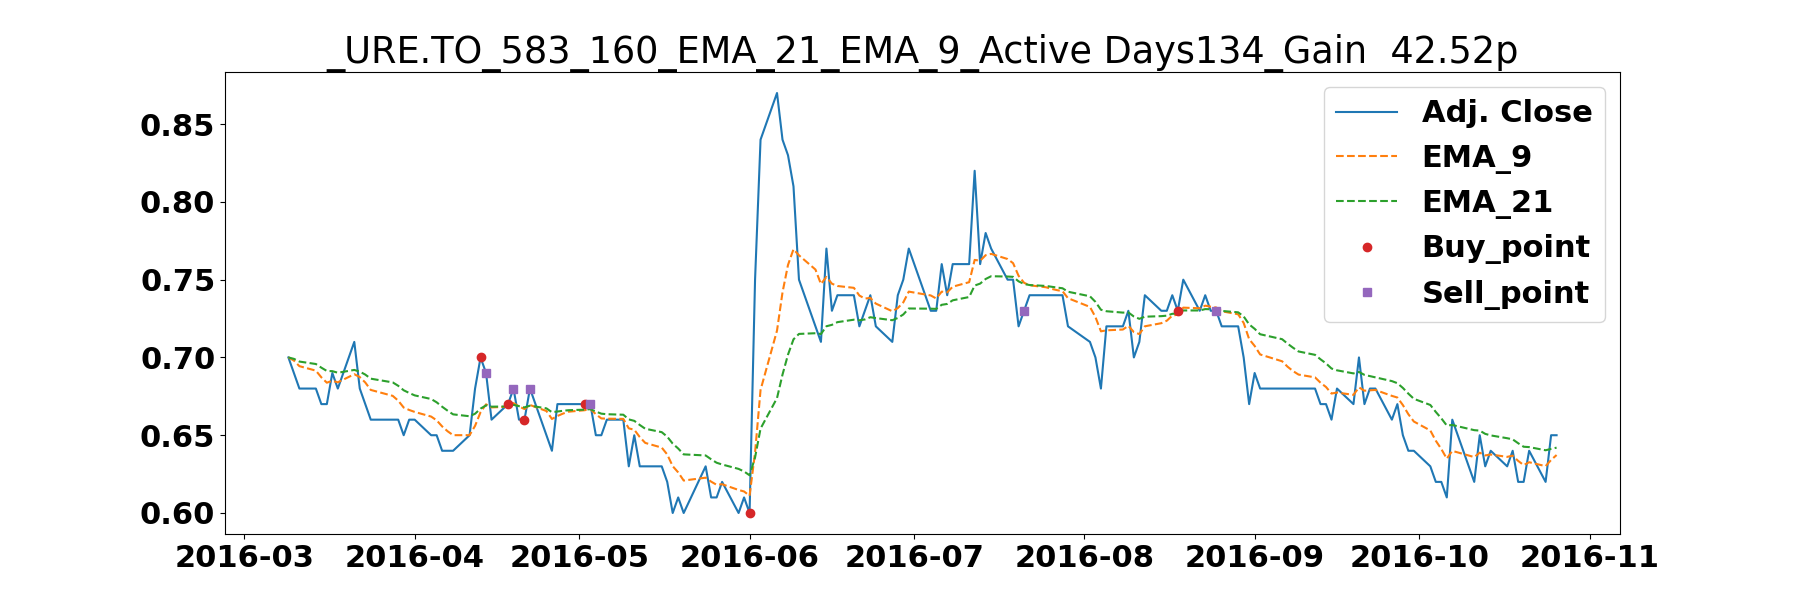 _URE.TO_583_160_EMA_21_EMA_9_Active Days134_Gain  42.52p
0.85
0.80
0.75
0.70
0.65
0.60
Adj. Close
EMA_9
EMA_21
Buy_point
Sell_point
2016-03 2016-04 2016-05 2016-06 2016-07 2016-08 2016-09 2016-10 2016-11